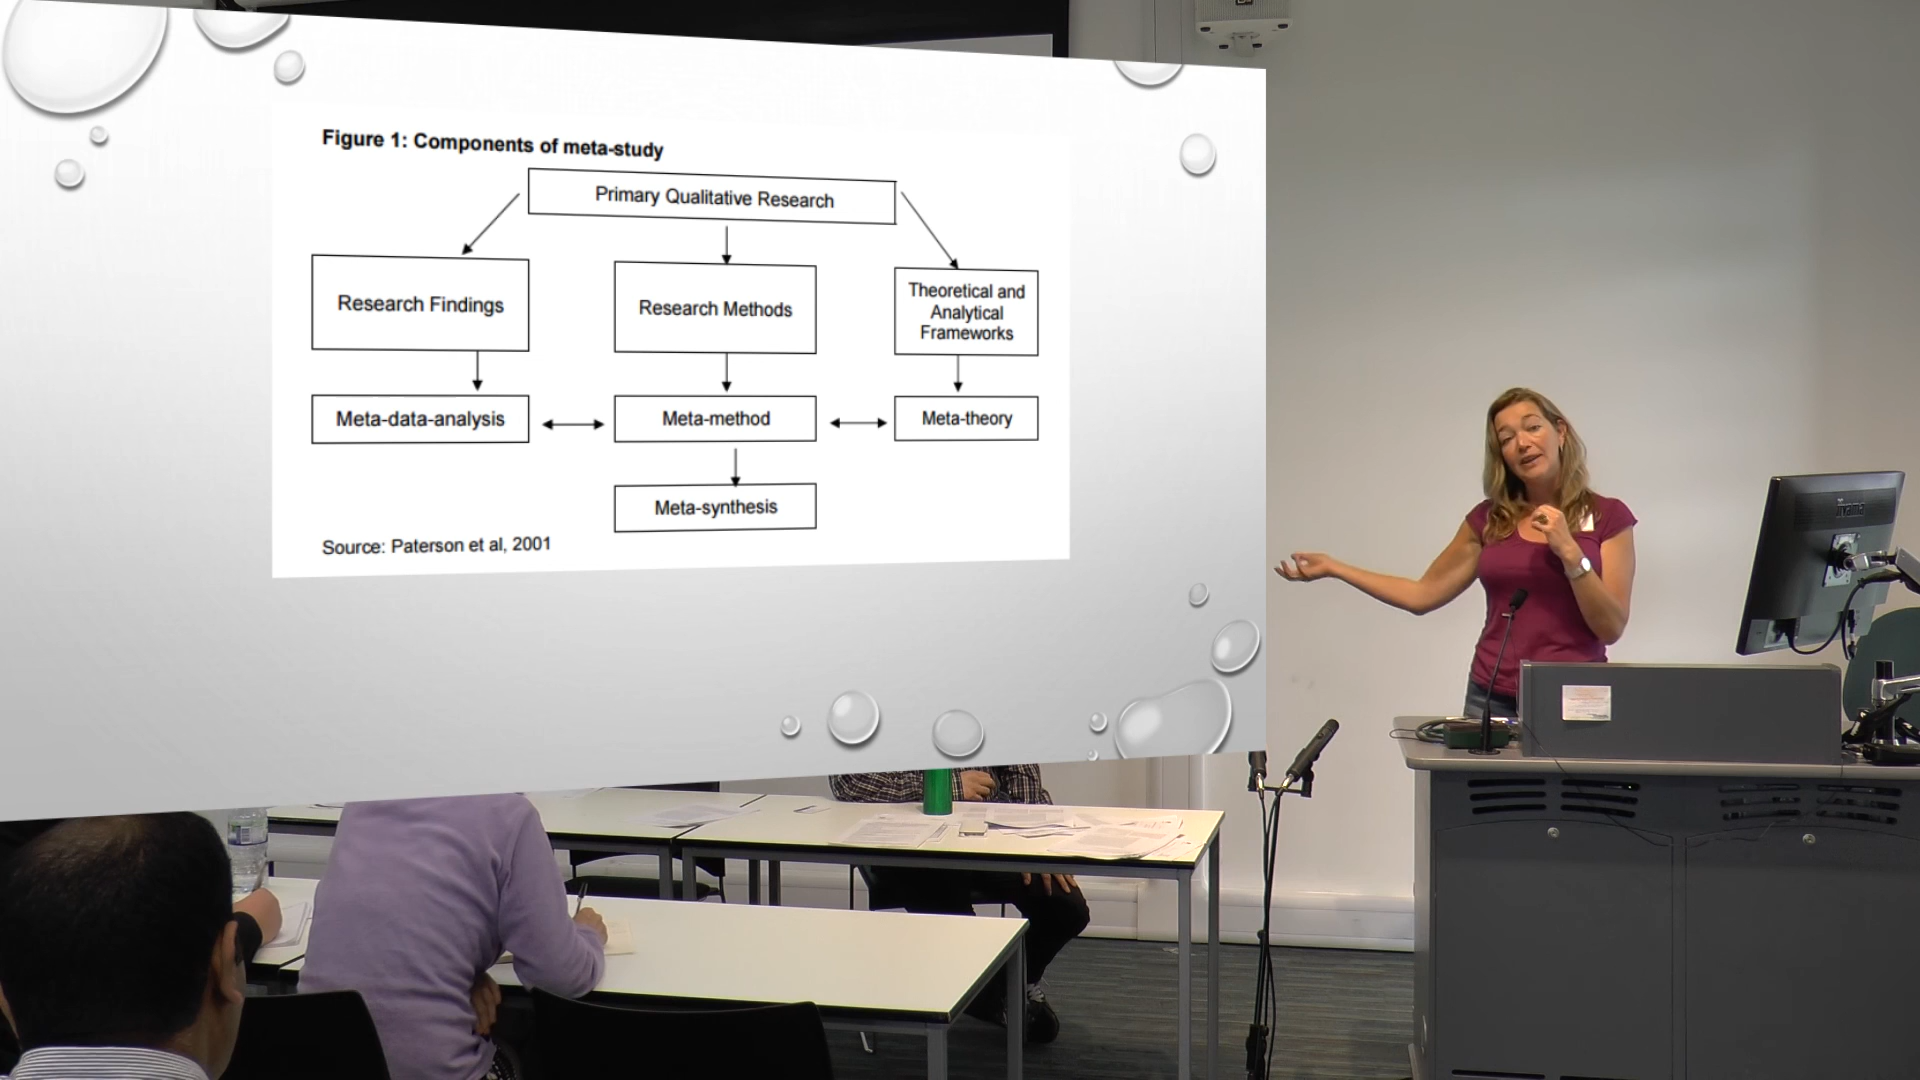 Figure 1: Components of meta-study
Primary Qualitative Research
Research Findings
Research Methods
Theoretical and
Analytical
Frameworks
Meta-data-analysis
Meta-method
Meta-theory
Meta-synthesis
Source: Paterson et al, 2001
iiyama